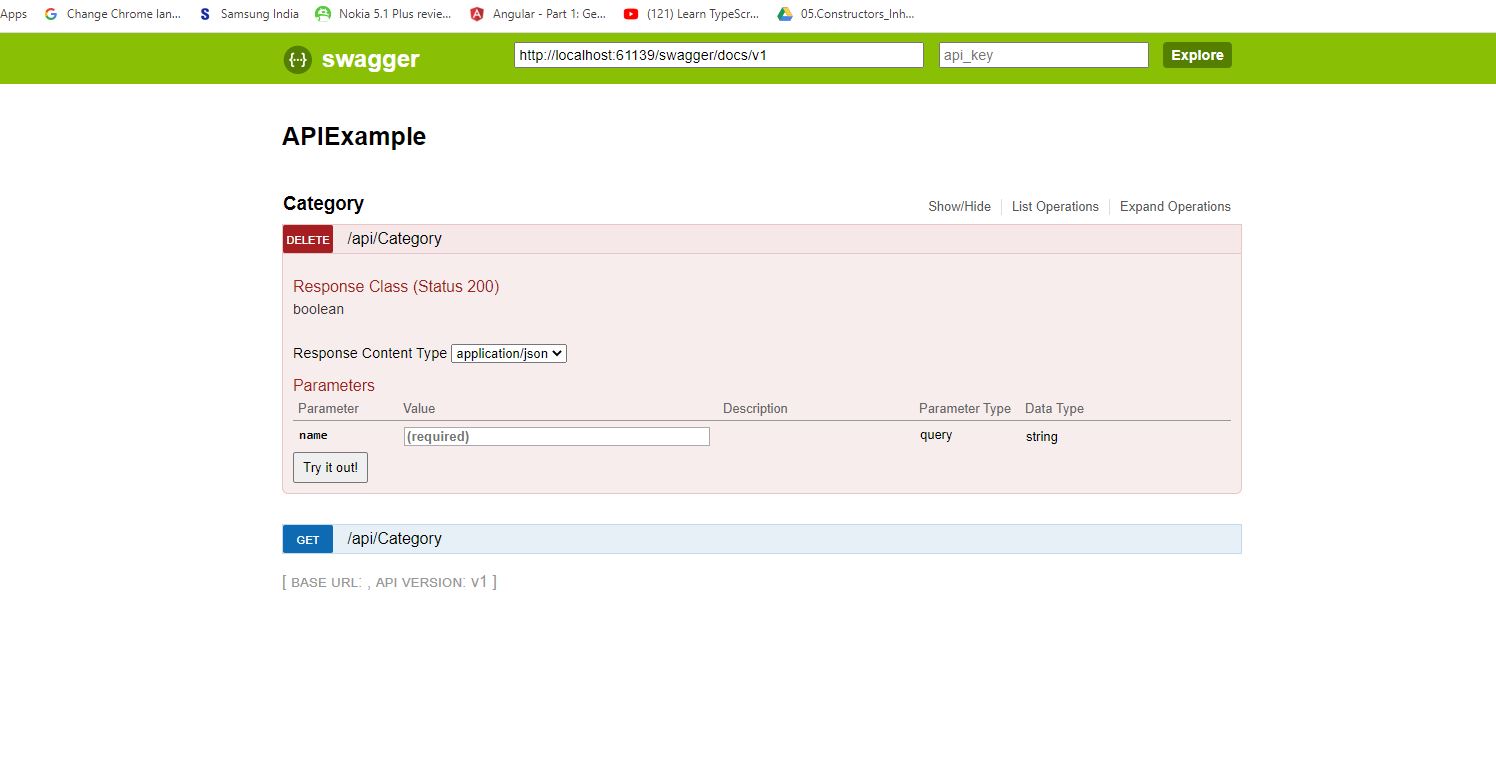 Apps Change Chrome lan... Samsung India Nokia 5.1 Plus revie... Angular - Part 1: Ge... (121) Learn TypeScr... 05.Constructors_Inh...
{···} swagger http://localhost:61139/swagger/docs/v1 api_key Explore
APIExample
Category Show/Hide List Operations Expand Operations
DELETE /api/Category
Response Class (Status 200)
boolean
Response Content Type application/json
Parameters
Parameter Value Description Parameter Type Data Type
name (required) query string
Try it out!
GET /api/Category
[ BASE URL: , API VERSION: V1 ]